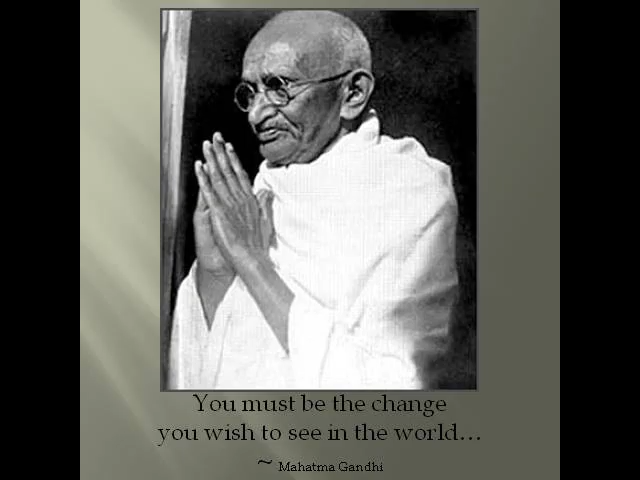 You must be the change
you wish to see in the world...
~ Mahatma Gandhi